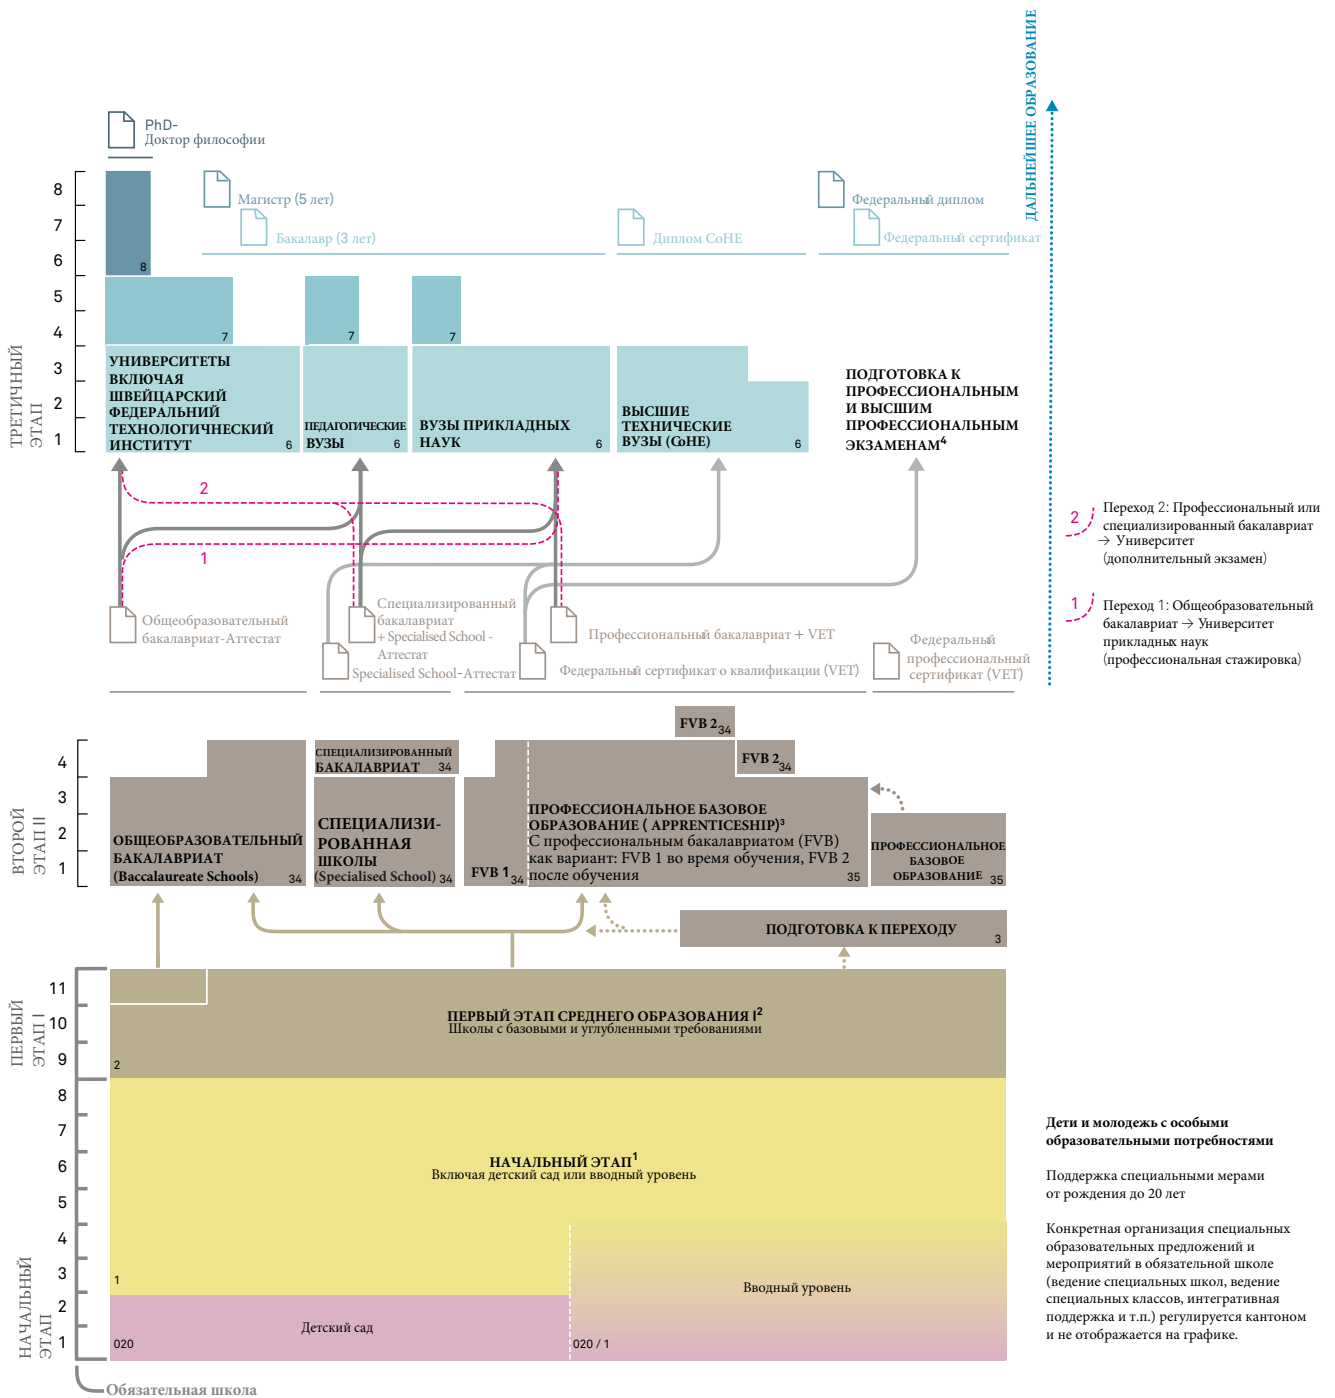 ДАЛЬНЕЙШЕЕ ОБРАЗОВАНИЕ
PhD-
Доктор философии
Магистр (5 лет)
Бакалавр (3 лет)
Диплом CoHE
Федеральный диплом
Федеральный сертификат
ТРЕТИЧНЫЙ
ЭТАП
8
7
6
5
4
3
2
1
8
7
7
7
УНИВЕРСИТЕТЫ
ВКЛЮЧАЯ
ШВЕЙЦАРСКИЙ
ФЕДЕРАЛЬНИЙ
ТЕХНОЛОГИЧНЕСКИЙ
ИНСТИТУТ
6
ПЕДАГОГИЧЕСКИЕ
ВУЗЫ
6
ВУЗЫ ПРИКЛАДНЫХ
НАУК
6
ВЫСШИЕ
ТЕХНИЧЕСКИЕ
ВУЗЫ (CoHE)
6
ПОДГОТОВКА К
ПРОФЕССИОНАЛЬНЫМ
И ВЫСШИМ
ПРОФЕССИОНАЛЬНЫМ
ЭКЗАМЕНАМ4
2
1
2
Переход 2: Профессиональный или
специализированный бакалавриат
→ Университет
(дополнительный экзамен)
1
Переход 1: Общеобразовательный
бакалавриат → Университет
прикладных наук
(профессиональная стажировка)
Общеобразовательный
бакалавриат-Аттестат
Специализированный
бакалавриат
+ Specialised School -
Аттестат
Specialised School-Аттестат
Профессиональный бакалавриат + VET
Федеральный сертификат о квалификации (VET)
Федеральный
профессиональный
сертификат (VET)
ВТОРОЙ
ЭТАП II
4
3
2
1
ОБЩЕОБРАЗОВАТЕЛЬНЫЙ
БАКАЛАВРИАТ
(Baccalaureate Schools)
34
СПЕЦИАЛИЗИРОВАННЫЙ
БАКАЛАВРИАТ
34
СПЕЦИАЛИЗИ-
РОВАННАЯ
ШКОЛЫ
(Specialised School)
34
FVB 1
34
FVB 2
34
FVB 2
34
ПРОФЕССИОНАЛЬНОЕ БАЗОВОЕ
ОБРАЗОВАНИЕ ( APPRENTICESHIP)3
С профессиональным бакалавриатом (FVB)
как вариант: FVB 1 во время обучения, FVB 2
после обучения
35
ПРОФЕССИОНАЛЬНОЕ
БАЗОВОЕ
ОБРАЗОВАНИЕ
35
ПОДГОТОВКА К ПЕРЕХОДУ
3
ПЕРВЫЙ
ЭТАП I
11
10
9
ПЕРВЫЙ ЭТАП СРЕДНЕГО ОБРАЗОВАНИЯ I2
Школы с базовыми и углубленными требованиями
2
НАЧАЛЬНЫЙ
ЭТАП
8
7
6
5
4
3
2
1
НАЧАЛЬНЫЙ ЭТАП1
Включая детский сад или вводный уровень
1
Детский сад
020
Вводный уровень
020 / 1
Обязательная школа
Дети и молодежь с особыми
образовательными потребностями
Поддержка специальными мерами
от рождения до 20 лет
Конкретная организация специальных
образовательных предложений и
мероприятий в обязательной школе
(ведение специальных школ, ведение
специальных классов, интегративная
поддержка и т.п.) регулируется кантоном
и не отображается на графике.